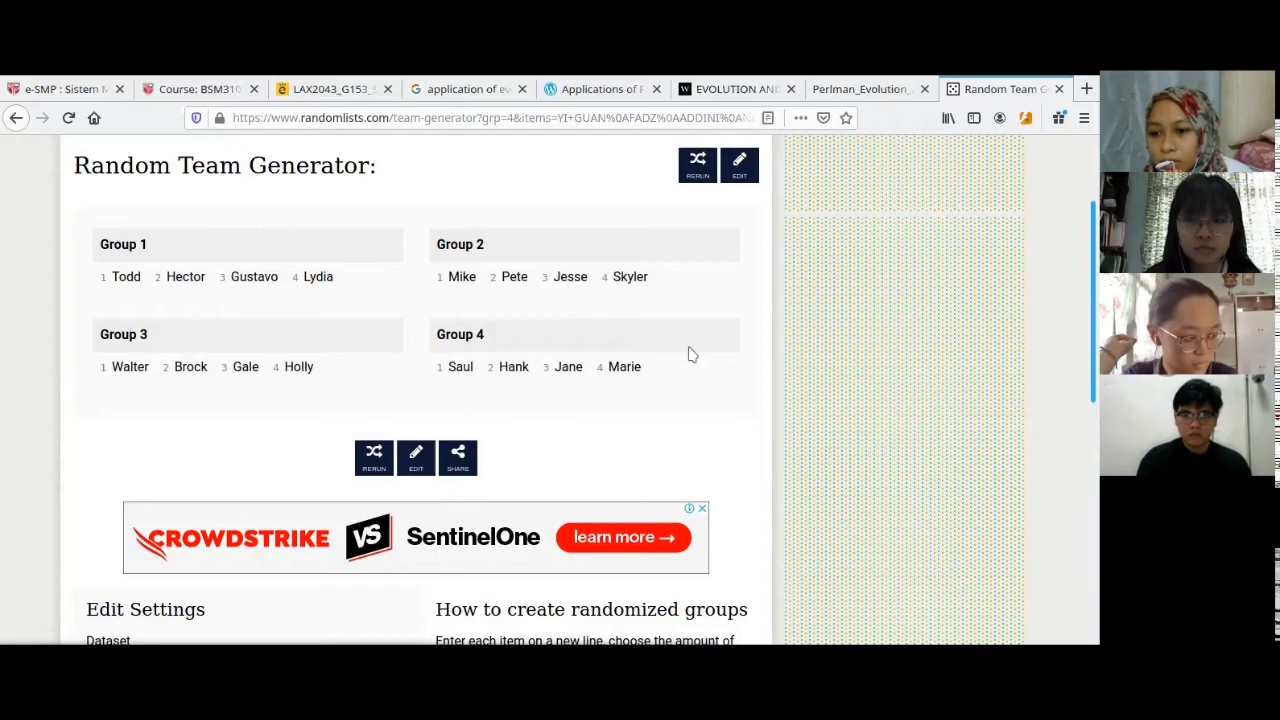 e-SMP : Sistem M
Course: BSM310
LAX2043_G153_S
application of ev
Applications of F
EVOLUTION AND
Perlman_Evolution_
Random Team G
https://www.randomlists.com/team-generator?grp=4&items=YI+GUAN%0AFADZ%0AADDINI%0A
Random Team Generator:
RERUN
EDIT
Group 1
1 Todd 2 Hector 3 Gustavo 4 Lydia
Group 2
1 Mike 2 Pete 3 Jesse 4 Skyler
Group 3
1 Walter 2 Brock 3 Gale 4 Holly
Group 4
1 Saul 2 Hank 3 Jane 4 Marie
RERUN
EDIT
SHARE
CROWDSTRIKE VS SentinelOne learn more →
Edit Settings
Dataset
How to create randomized groups
Enter each item on a new line, choose the amount of